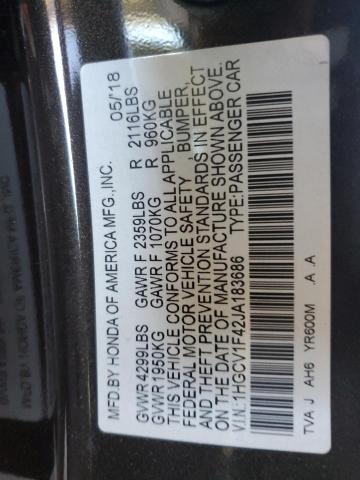 MFD.BY HONDA OF AMERICA MFG.,INC. 05/'18
GVWR 4299LBS GAWR F 2359LBS R 2116LBS
GVWR 1950KG GAWR F 1070KG R 960KG
THIS VEHICLE CONFORMS TO ALL APPLICABLE
FEDERAL MOTOR VEHICLE SAFETY , BUMPER,
AND THEFT PREVENTION STANDARDS IN EFFECT
ON THE DATE OF MANUFACTURE SHOWN ABOVE.
V.I.N:1HGCV1F42JA183686 TYPE:PASSENGER CAR
TVA J AH6 YR600M .A .A